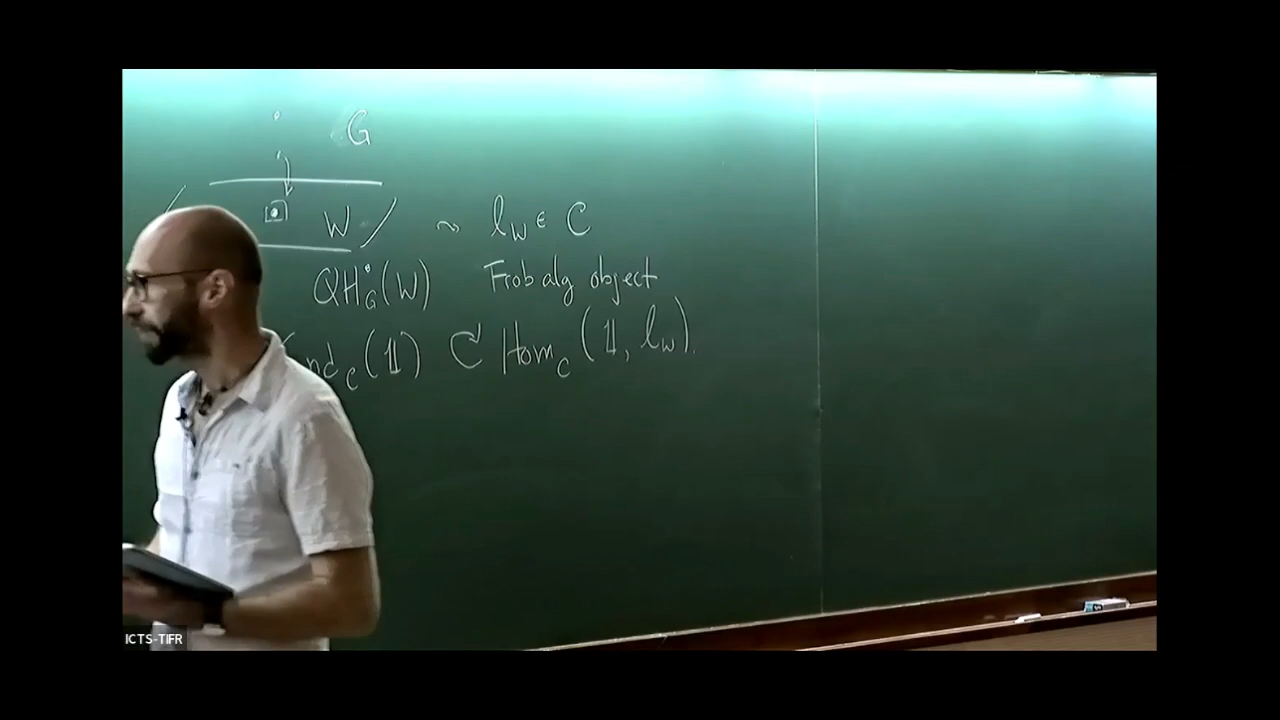 G
W ~ l_W ∈ C
QH^•_G(W) Frob alg object
nd_C(𝟙) ↻ Hom_C(𝟙, l_W).
ICTS-TIFR